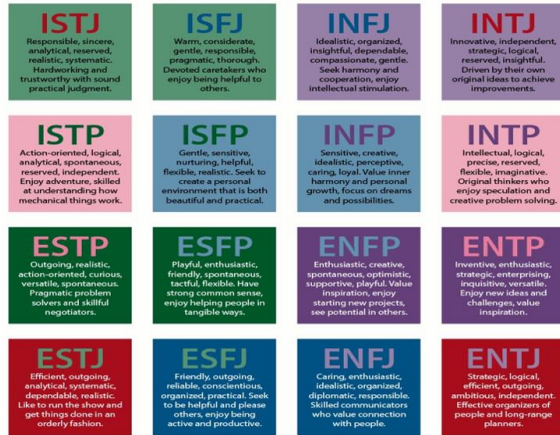 ISTJ
Responsible, sincere,
analytical, reserved,
realistic, systematic.
Hardworking and
trustworthy with sound
practical judgment.
ISFJ
Warm, considerate,
gentle, responsible,
pragmatic, thorough.
Devoted caretakers who
enjoy being helpful to
others.
INFJ
Idealistic, organized,
insightful, dependable,
compassionate, gentle.
Seek harmony and
cooperation, enjoy
intellectual stimulation.
INTJ
Innovative, independent,
strategic, logical,
reserved, insightful.
Driven by their own
original ideas to achieve
improvements.
ISTP
Action-oriented, logical,
analytical, spontaneous,
reserved, independent.
Enjoy adventure, skilled
at understanding how
mechanical things work.
ISFP
Gentle, sensitive,
nurturing, helpful,
flexible, realistic. Seek to
create a personal
environment that is both
beautiful and practical.
INFP
Sensitive, creative,
idealistic, perceptive,
caring, loyal. Value inner
harmony and personal
growth, focus on dreams
and possibilities.
INTP
Intellectual, logical,
precise, reserved,
flexible, imaginative.
Original thinkers who
enjoy speculation and
creative problem solving.
ESTP
Outgoing, realistic,
action-oriented, curious,
versatile, spontaneous.
Pragmatic problem
solvers and skillful
negotiators.
ESFP
Playful, enthusiastic,
friendly, spontaneous,
tactful, flexible. Have
strong common sense,
enjoy helping people in
tangible ways.
ENFP
Enthusiastic, creative,
spontaneous, optimistic,
supportive, playful. Value
inspiration, enjoy
starting new projects,
see potential in others.
ENTP
Inventive, enthusiastic,
strategic, enterprising,
inquisitive, versatile.
Enjoy new ideas and
challenges, value
inspiration.
ESTJ
Efficient, outgoing,
analytical, systematic,
dependable, realistic.
Like to run the show and
get things done in an
orderly fashion.
ESFJ
Friendly, outgoing,
reliable, conscientious,
organized, practical. Seek
to be helpful and please
others, enjoy being
active and productive.
ENFJ
Caring, enthusiastic,
idealistic, organized,
diplomatic, responsible.
Skilled communicators
who value connection
with people.
ENTJ
Strategic, logical,
efficient, outgoing,
ambitious, independent.
Effective organizers of
people and long-range
planners.